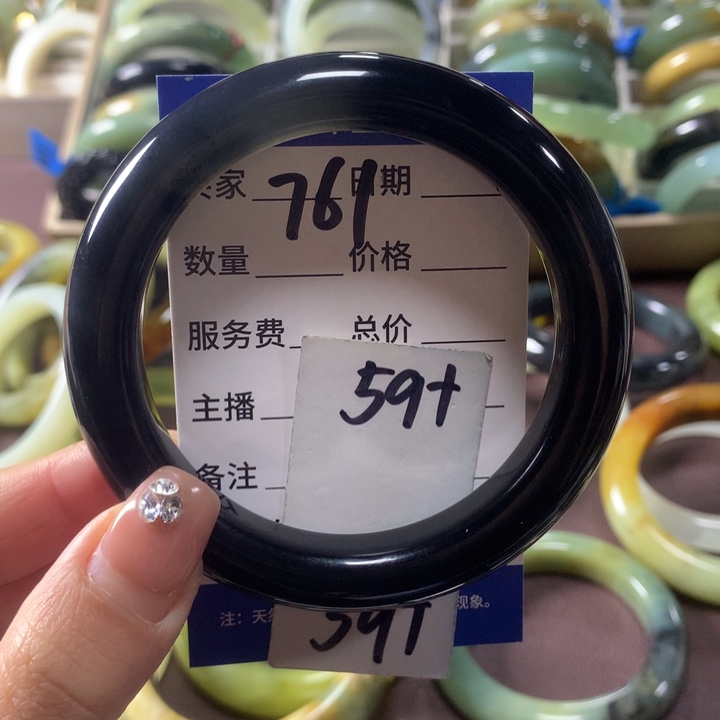 家 761 日期
数量 价格
服务费 总价
主播
59+
备注
注：天 现象。
59+